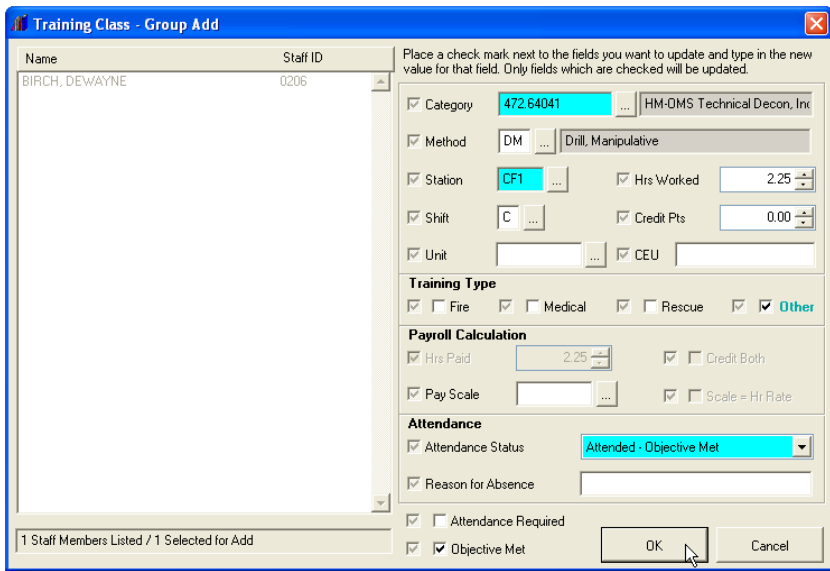 Training Class - Group Add
Name Staff ID
BIRCH, DEWAYNE 0206
1 Staff Members Listed / 1 Selected for Add
Place a check mark next to the fields you want to update and type in the new
value for that field. Only fields which are checked will be updated.
Category 472.64041 ... HM-OMS Technical Decon, Inc
Method DM ... Drill, Manipulative
Station CF1 ... Hrs Worked 2.25
Shift C ... Credit Pts 0.00
Unit ... CEU
Training Type
Fire Medical Rescue Other
Payroll Calculation
Hrs Paid 2.25 Credit Both
Pay Scale ... Scale = Hr Rate
Attendance
Attendance Status Attended - Objective Met
Reason for Absence
Attendance Required
Objective Met
OK Cancel